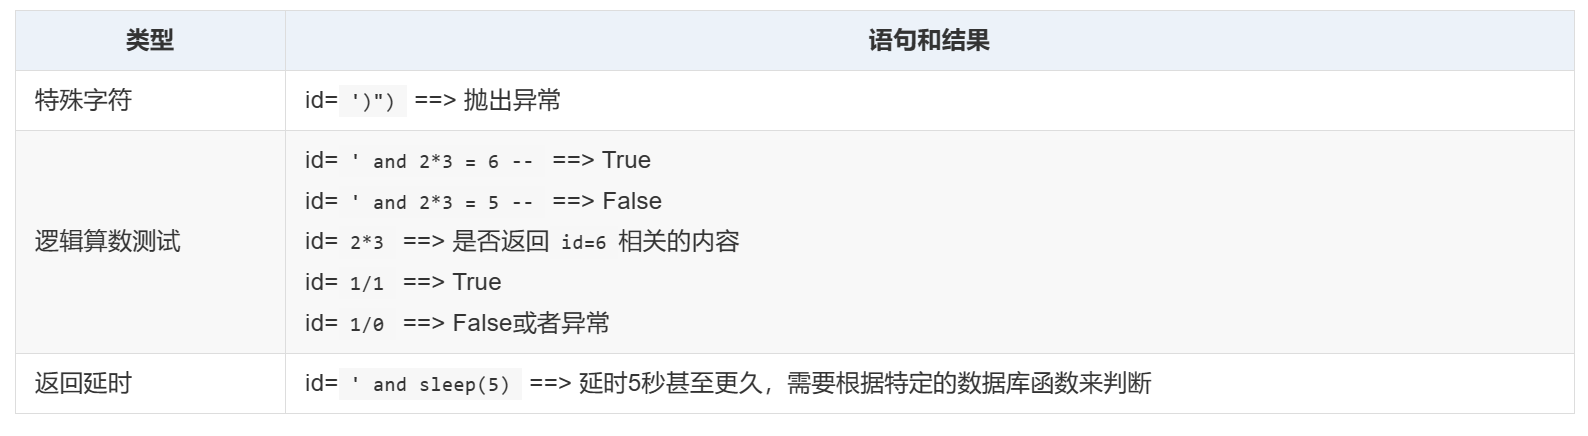 类型 语句和结果
特殊字符 id= ')") ==> 抛出异常
id= ' and 2*3 = 6 -- ==> True
id= ' and 2*3 = 5 -- ==> False
逻辑算数测试 id= 2*3 ==> 是否返回 id=6 相关的内容
id= 1/1 ==> True
id= 1/0 ==> False或者异常
返回延时 id= ' and sleep(5) ==> 延时5秒甚至更久，需要根据特定的数据库函数来判断